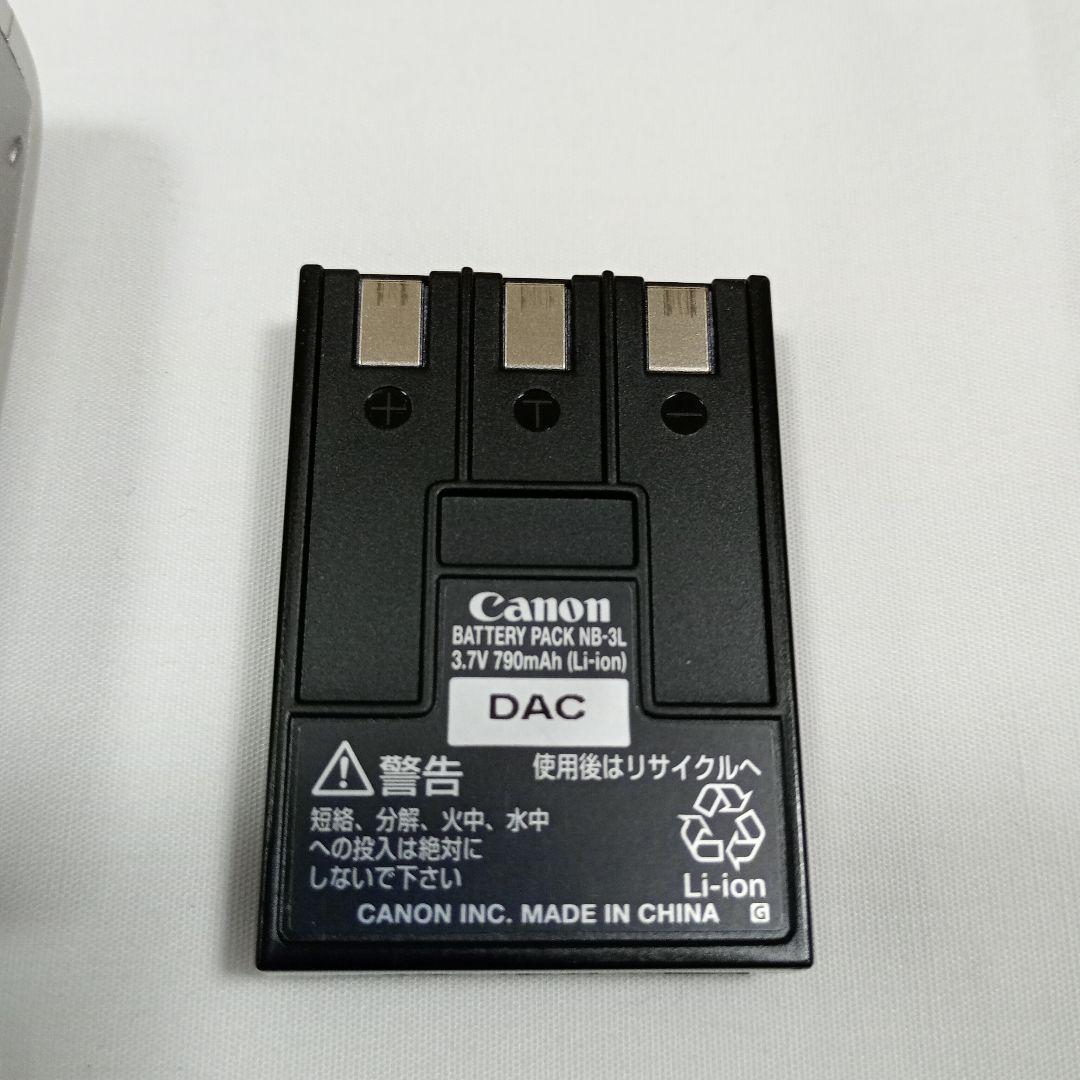 + T −
Canon
BATTERY PACK NB-3L
3.7V 790mAh (Li-ion)
DAC
警告
短絡、分解、火中、水中
への投入は絶対に
しないで下さい
使用後はリサイクルへ
Li-ion
CANON INC. MADE IN CHINA G